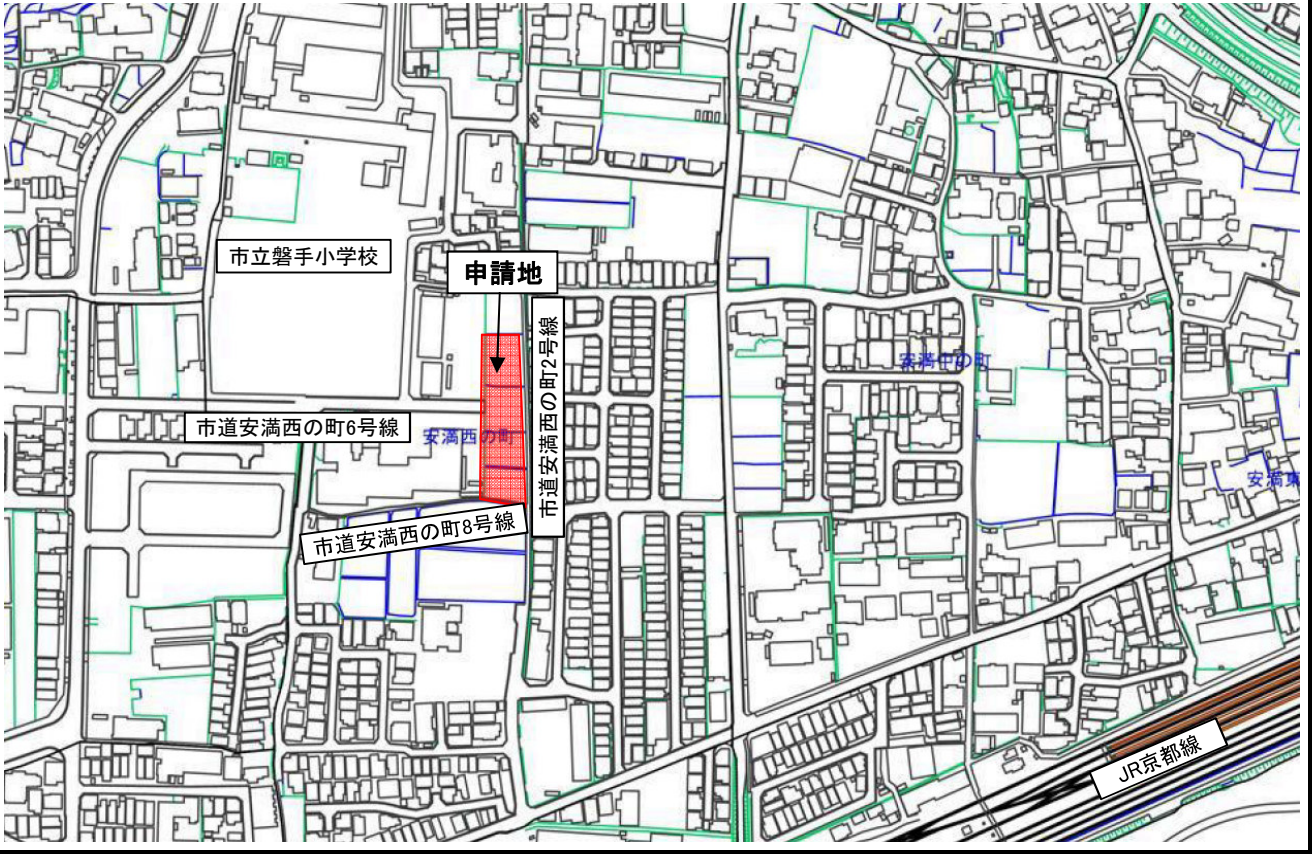 市立磐手小学校
申請地
市道安満西の町2号線
安満中の町
市道安満西の町6号線
安満西の町
安満東
市道安満西の町8号線
JR京都線